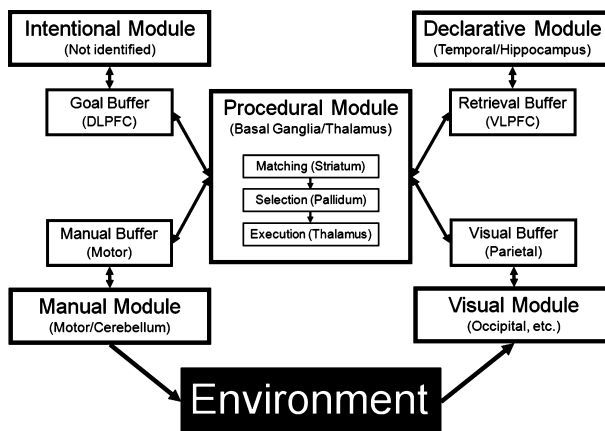 Intentional Module
(Not identified)
Declarative Module
(Temporal/Hippocampus)
Goal Buffer
(DLPFC)
Procedural Module
(Basal Ganglia/Thalamus)
Matching (Striatum)
Selection (Pallidum)
Execution (Thalamus)
Retrieval Buffer
(VLPFC)
Manual Buffer
(Motor)
Visual Buffer
(Parietal)
Manual Module
(Motor/Cerebellum)
Visual Module
(Occipital, etc.)
Environment